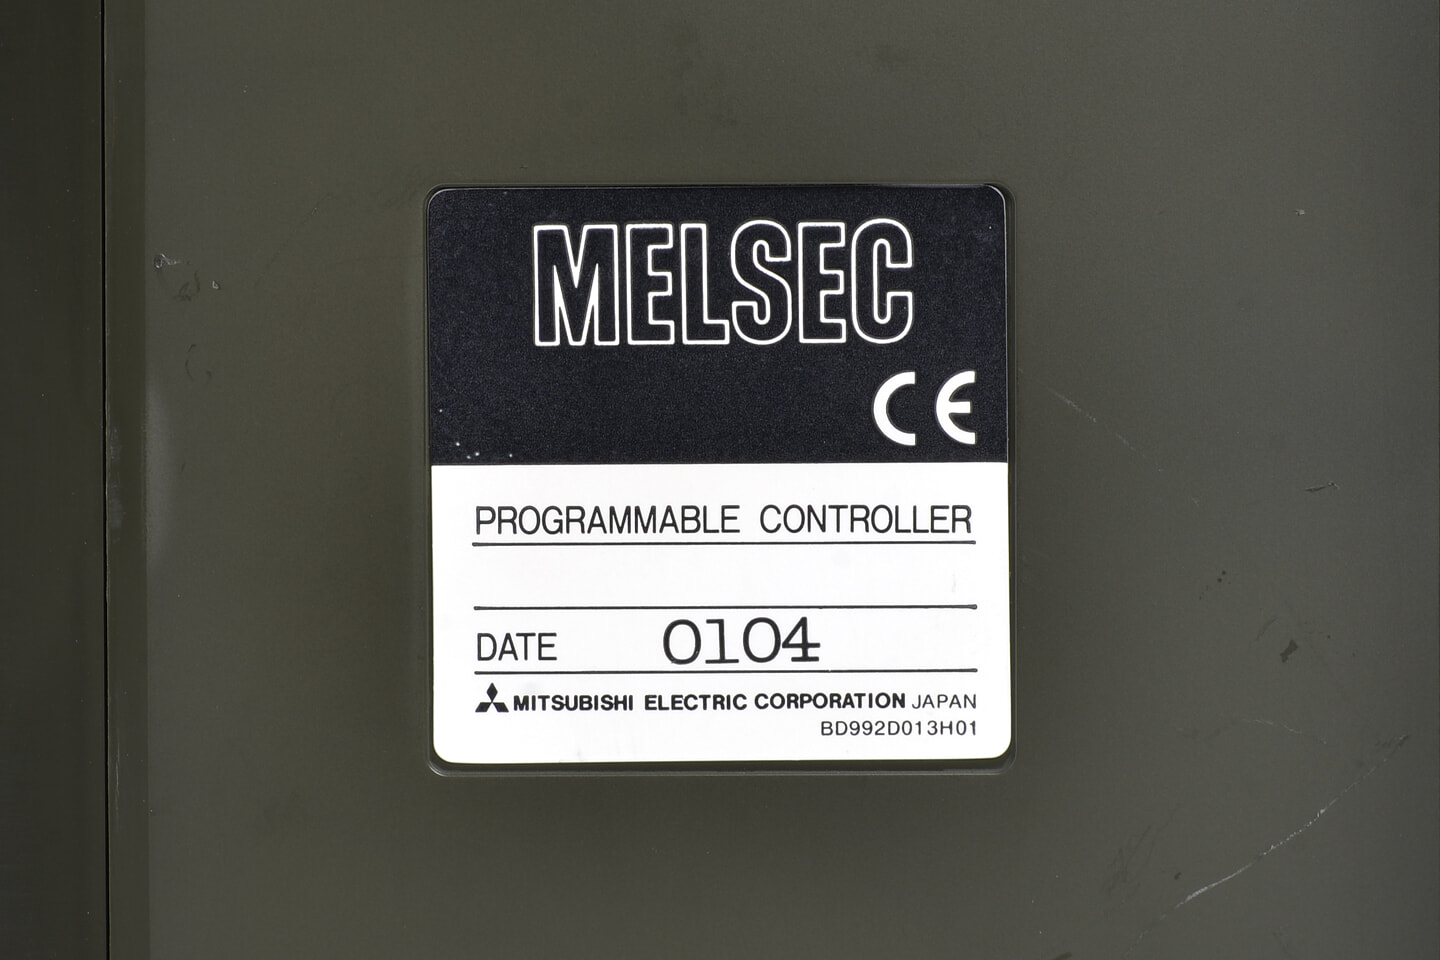 MELSEC
CE
PROGRAMMABLE CONTROLLER
DATE 0104
MITSUBISHI ELECTRIC CORPORATION JAPAN
BD992D013H01